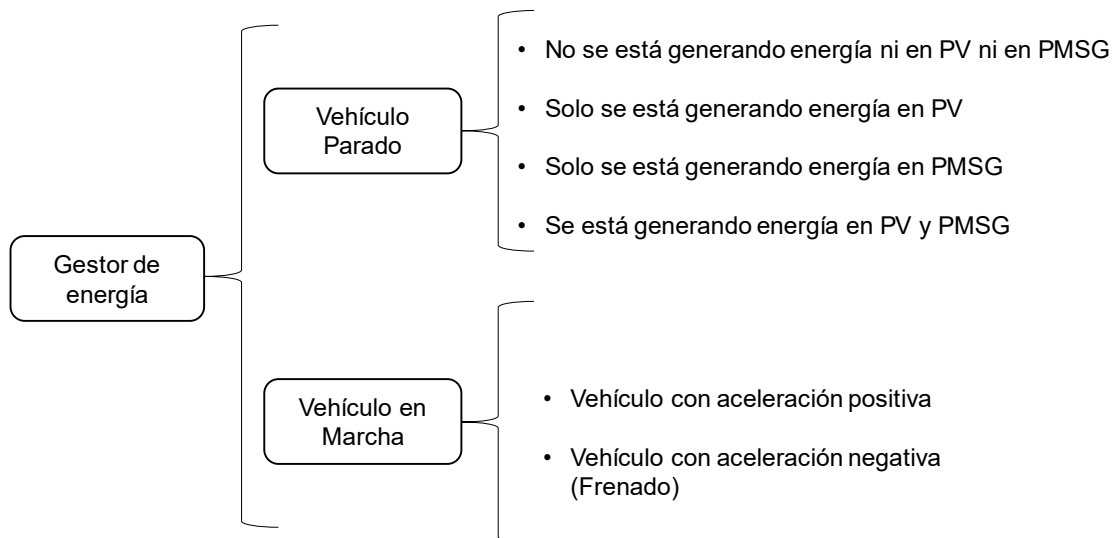 Gestor de
energía
Vehículo
Parado
• No se está generando energía ni en PV ni en PMSG
• Solo se está generando energía en PV
• Solo se está generando energía en PMSG
• Se está generando energía en PV y PMSG
Vehículo en
Marcha
• Vehículo con aceleración positiva
• Vehículo con aceleración negativa
(Frenado)